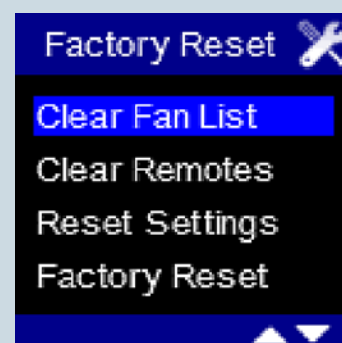 Factory Reset
Clear Fan List
Clear Remotes
Reset Settings
Factory Reset